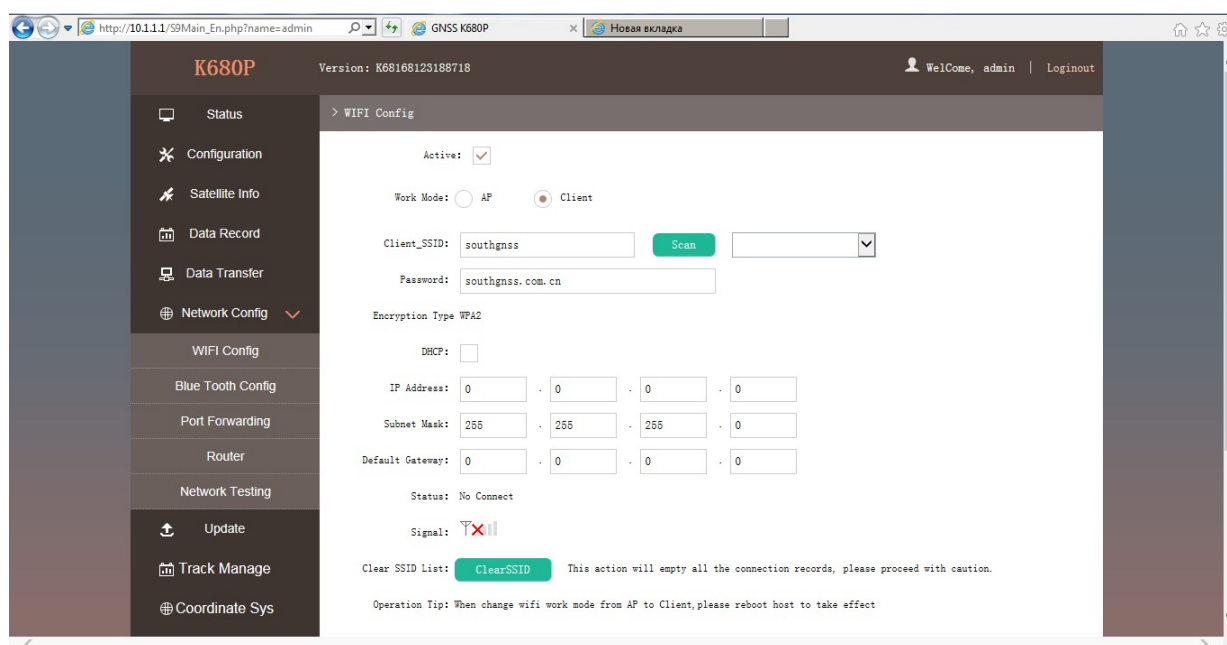 http://10.1.1.1/S9Main_En.php?name=admin GNSS K680P Новая вкладка
K680P Version: K68168123188718 WelCome, admin | Loginout
Status
> WIFI Config
Configuration
Satellite Info
Data Record
Data Transfer
Network Config
WIFI Config
Blue Tooth Config
Port Forwarding
Router
Network Testing
Update
Track Manage
Coordinate Sys
Active:
Work Mode: AP Client
Client_SSID: southgnss Scan
Password: southgnss.com.cn
Encryption Type WPA2
DHCP:
IP Address: 0 . 0 . 0 . 0
Subnet Mask: 255 . 255 . 255 . 0
Default Gateway: 0 . 0 . 0 . 0
Status: No Connect
Signal:
Clear SSID List: ClearSSID This action will empty all the connection records, please proceed with caution.
Operation Tip: When change wifi work mode from AP to Client,please reboot host to take effect